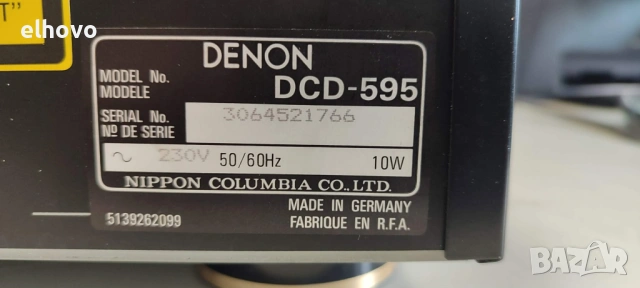 T"
elhovo
DENON
MODEL No.
MODELE
DCD-595
SERIAL No.
Nº DE SERIE
3064521766
~ 230V 50/60Hz 10W
NIPPON COLUMBIA CO., LTD.
MADE IN GERMANY
5139262099
FABRIQUE EN R.F.A.
BAZAR